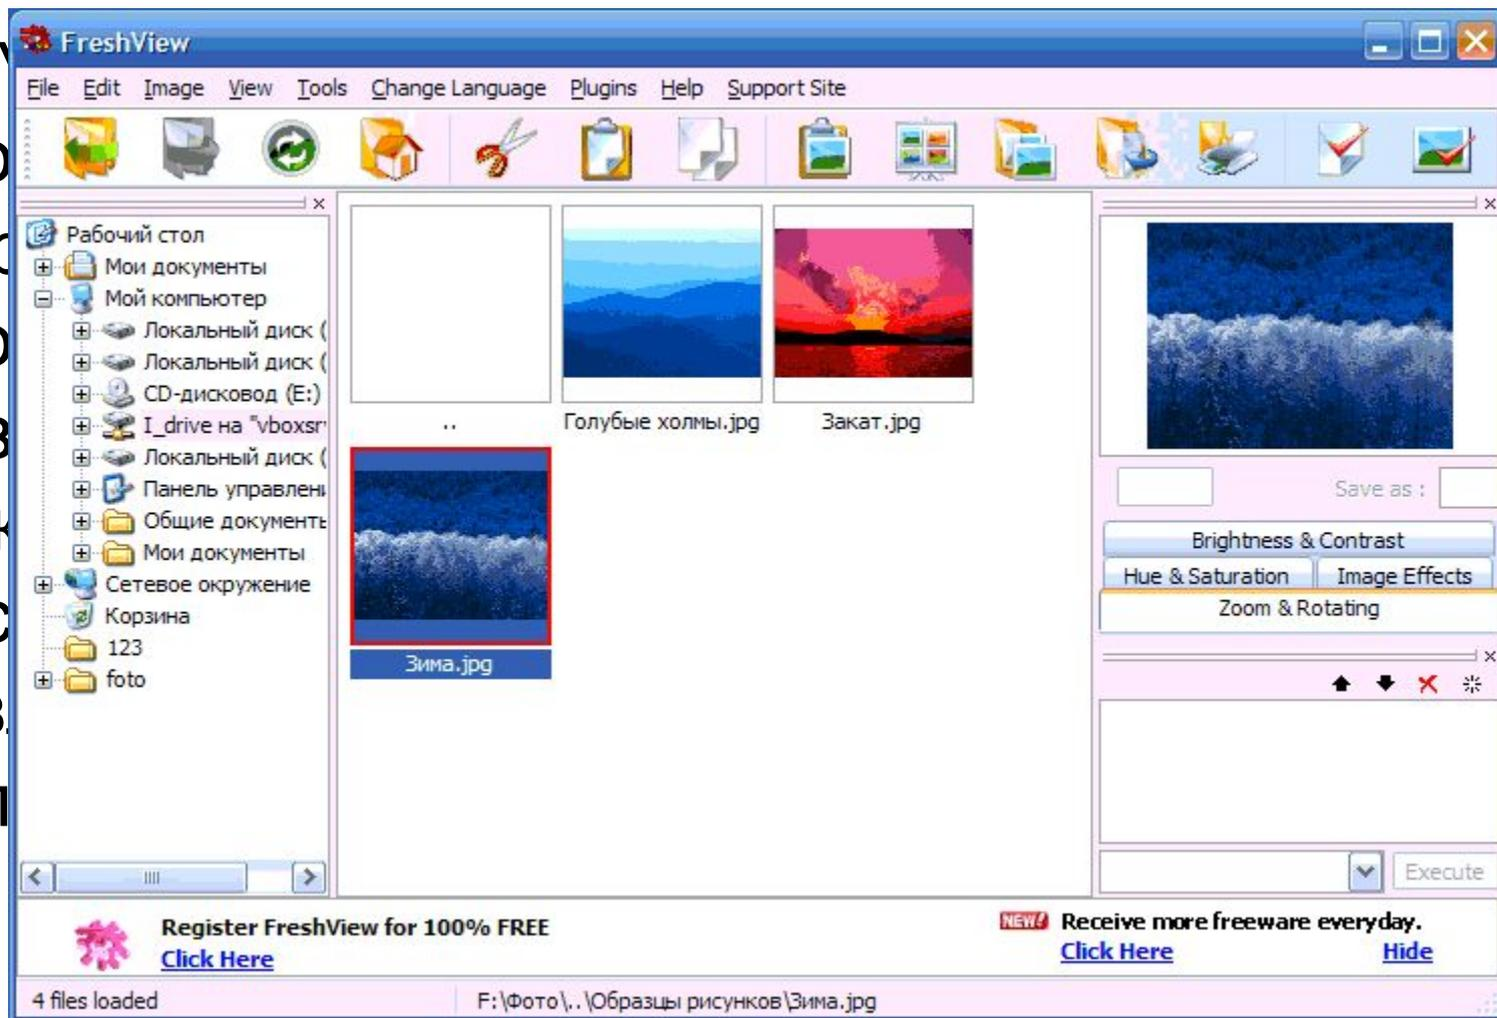 FreshView
File Edit Image View Tools Change Language Plugins Help Support Site
Рабочий стол
Мои документы
Мой компьютер
Локальный диск (
Локальный диск (
CD-дисковод (E:)
I_drive на "vboxsr
Локальный диск (
Панель управлени
Общие документы
Мои документы
Сетевое окружение
Корзина
123
foto
..
Голубые холмы.jpg
Закат.jpg
Зима.jpg
Save as :
Brightness & Contrast
Hue & Saturation Image Effects
Zoom & Rotating
Execute
Register FreshView for 100% FREE
Click Here
NEW! Receive more freeware everyday.
Click Here Hide
4 files loaded
F:\Фото\..\Образцы рисунков\Зима.jpg